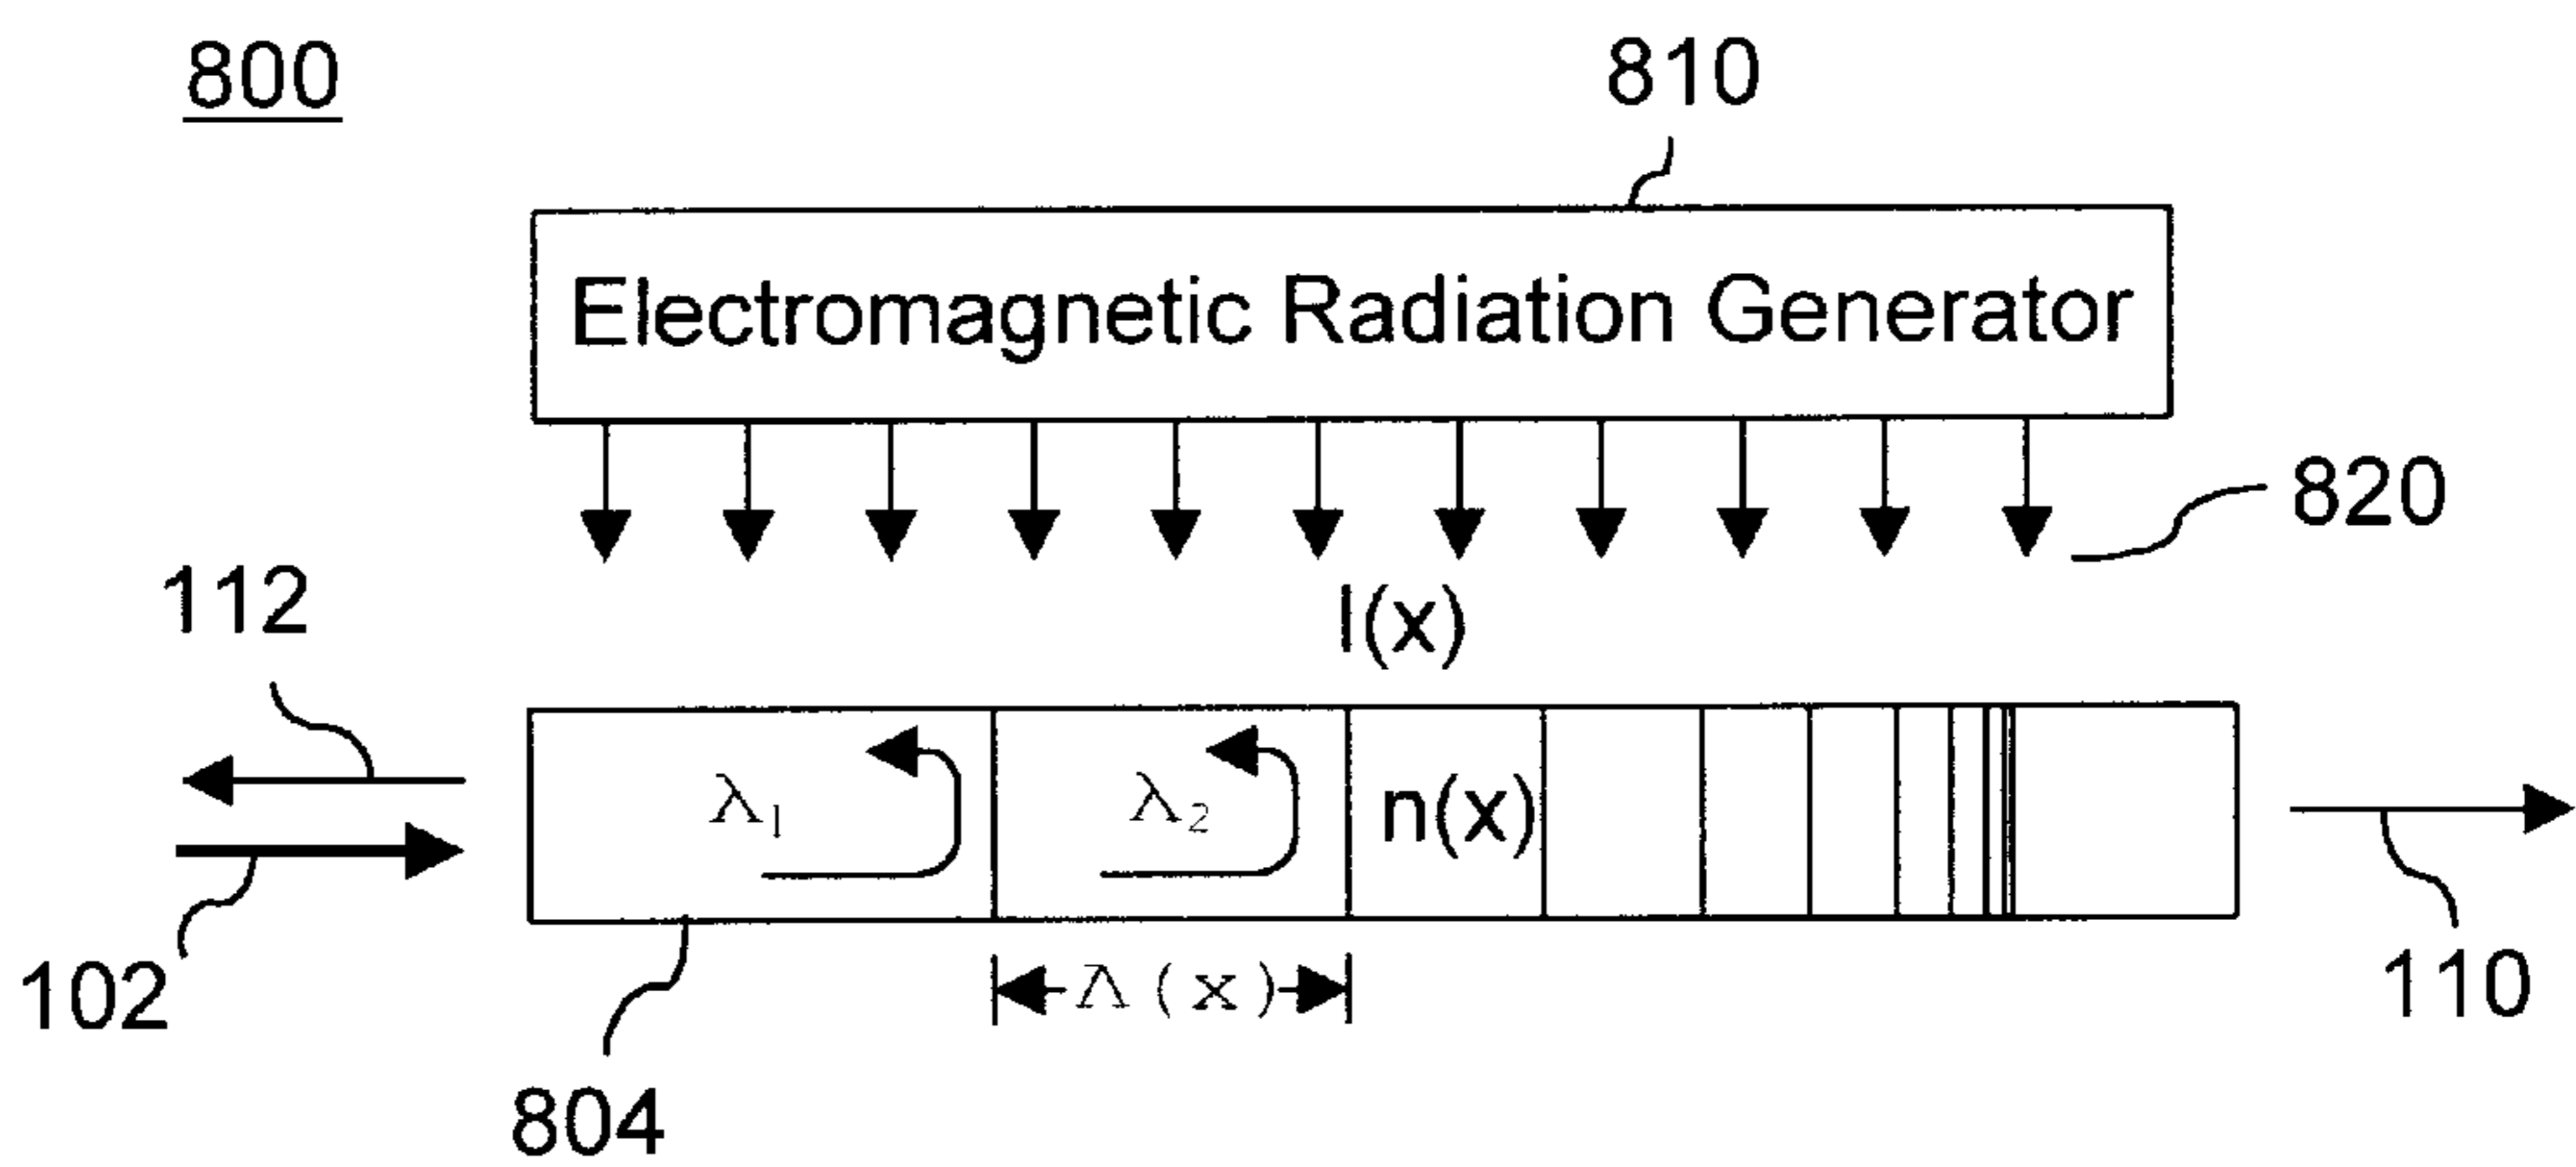 800
810
Electromagnetic Radiation Generator
820
I(x)
112
λ1
λ2
n(x)
102
Λ(x)
110
804